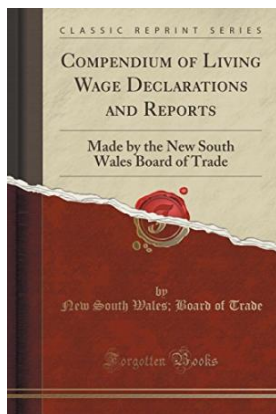 CLASSIC REPRINT SERIES
COMPENDIUM OF LIVING
WAGE DECLARATIONS
AND REPORTS
Made by the New South
Wales Board of Trade
by
New South Wales; Board of Trade
Forgotten Books